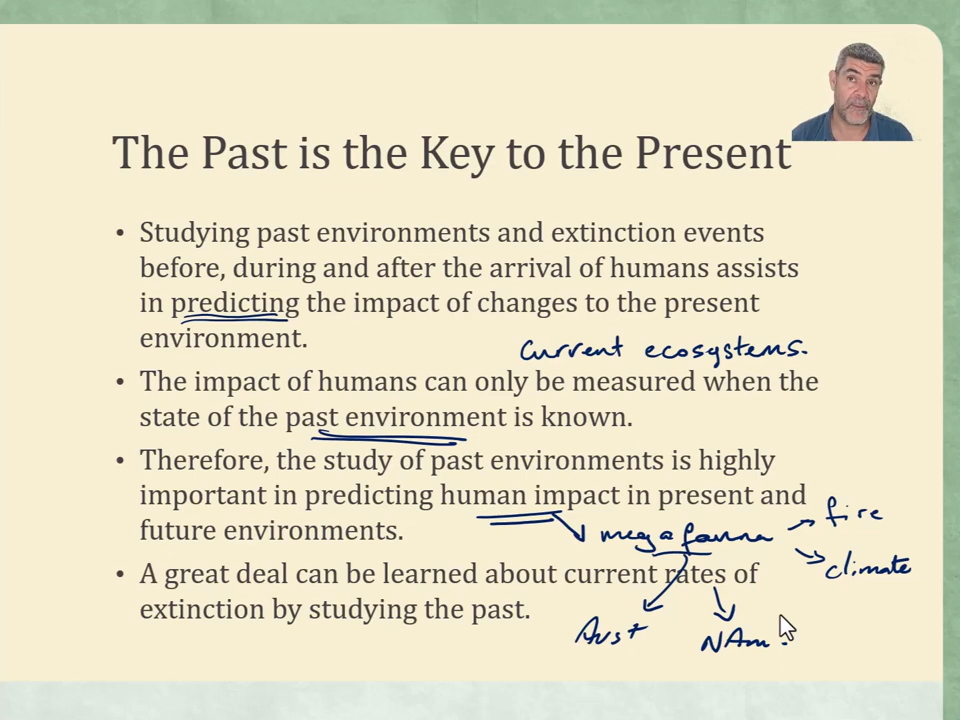 The Past is the Key to the Present
• Studying past environments and extinction events
before, during and after the arrival of humans assists
in predicting the impact of changes to the present
environment.
Current ecosystems.
• The impact of humans can only be measured when the
state of the past environment is known.
• Therefore, the study of past environments is highly
important in predicting human impact in present and
future environments.
megafauna
fire
climate
• A great deal can be learned about current rates of
extinction by studying the past.
Aust
NAm.